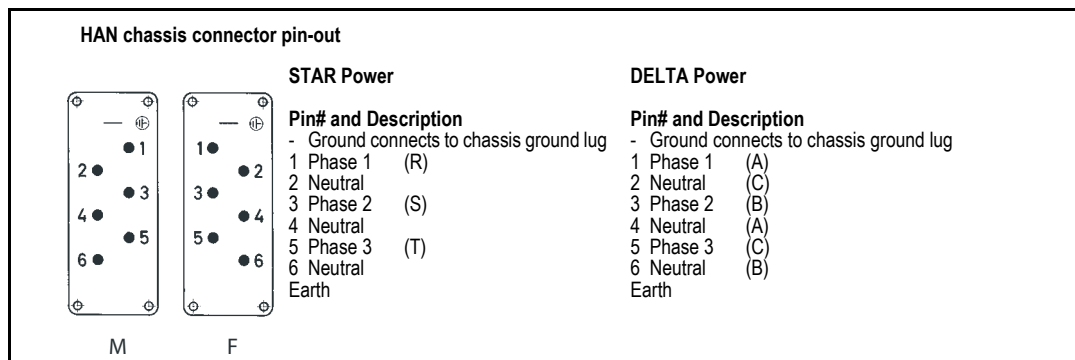 HAN chassis connector pin-out
1
2
3
4
5
6
M
1
2
3
4
5
6
F
STAR Power
Pin# and Description
- Ground connects to chassis ground lug
1 Phase 1 (R)
2 Neutral
3 Phase 2 (S)
4 Neutral
5 Phase 3 (T)
6 Neutral
Earth
DELTA Power
Pin# and Description
- Ground connects to chassis ground lug
1 Phase 1 (A)
2 Neutral (C)
3 Phase 2 (B)
4 Neutral (A)
5 Phase 3 (C)
6 Neutral (B)
Earth